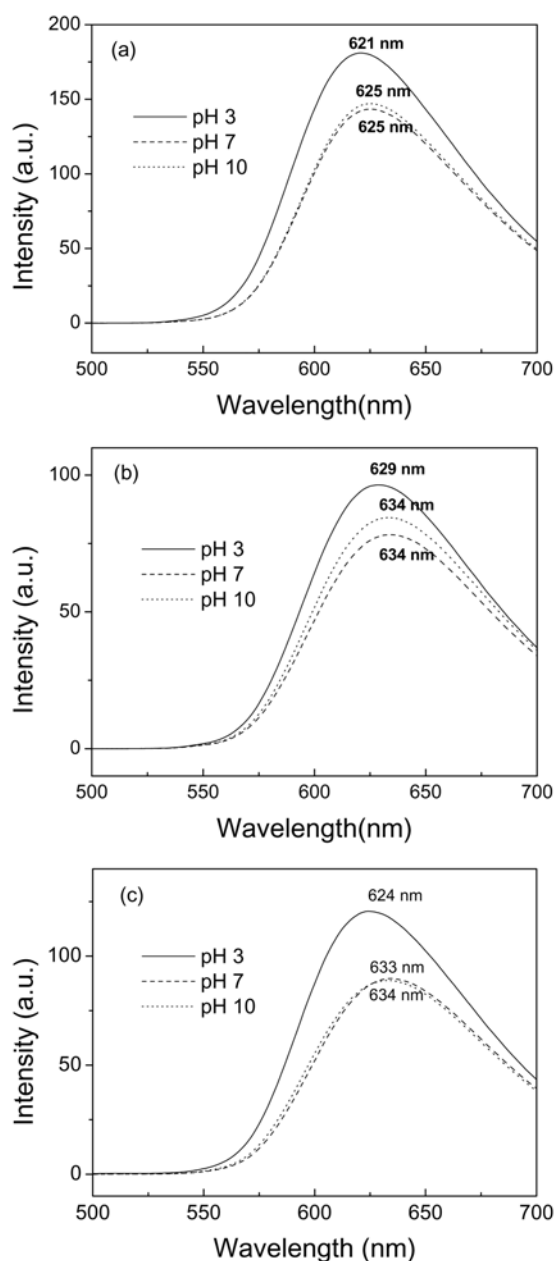 (a)
621 nm
625 nm
625 nm
pH 3
pH 7
pH 10
200
150
100
50
0
Intensity (a.u.)
500 550 600 650 700
Wavelength(nm)
(b)
629 nm
634 nm
634 nm
pH 3
pH 7
pH 10
100
50
0
Intensity (a.u.)
500 550 600 650 700
Wavelength(nm)
(c)
624 nm
633 nm
634 nm
pH 3
pH 7
pH 10
100
50
0
Intensity (a.u.)
500 550 600 650 700
Wavelength (nm)